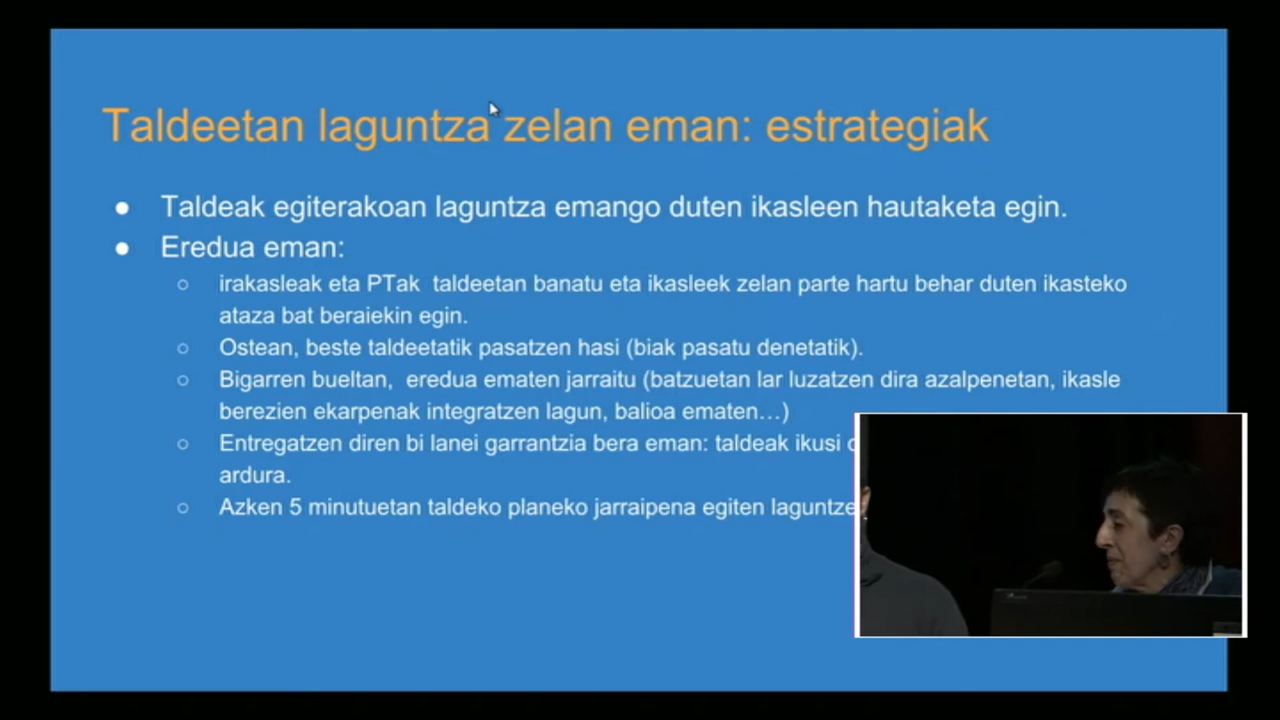 Taldeetan laguntza zelan eman: estrategiak
● Taldeak egiterakoan laguntza emango duten ikasleen hautaketa egin.
● Eredua eman:
○ irakasleak eta PTak taldeetan banatu eta ikasleek zelan parte hartu behar duten ikasteko
ataza bat beraiekin egin.
○ Ostean, beste taldeetatik pasatzen hasi (biak pasatu denetatik).
○ Bigarren bueltan, eredua ematen jarraitu (batzuetan lar luzatzen dira azalpenetan, ikasle
berezien ekarpenak integratzen lagun, balioa ematen…)
○ Entregatzen diren bi lanei garrantzia bera eman: taldeak ikusi
ardura.
○ Azken 5 minutuetan taldeko planeko jarraipena egiten